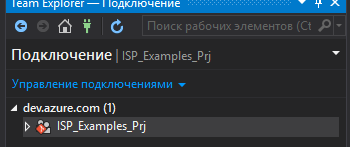 Team Explorer — Подключение
Поиск рабочих элементов (Ct
Подключение | ISP_Examples_Prj
Управление подключениями
dev.azure.com (1)
ISP_Examples_Prj